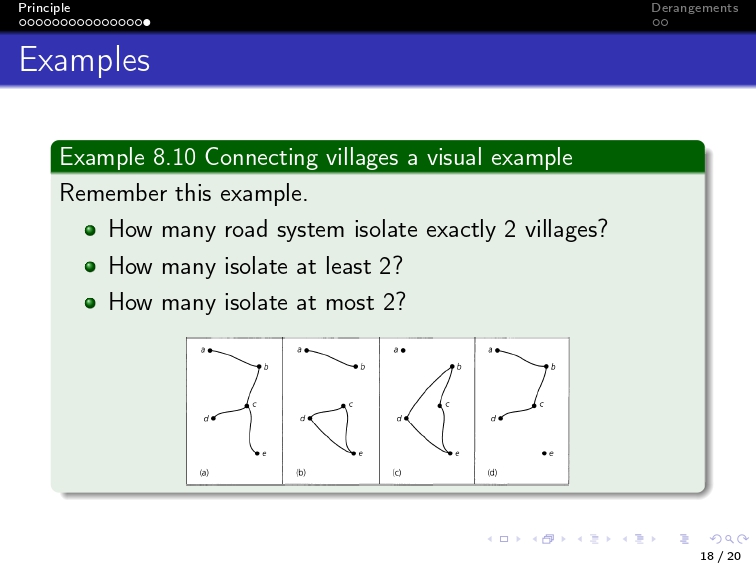 Principle
Derangements
Examples
Example 8.10 Connecting villages a visual example
Remember this example.
How many road system isolate exactly 2 villages?
How many isolate at least 2?
How many isolate at most 2?
a b c d e (a)
a b c d e (b)
a b c d e (c)
a b c d e (d)
18 / 20